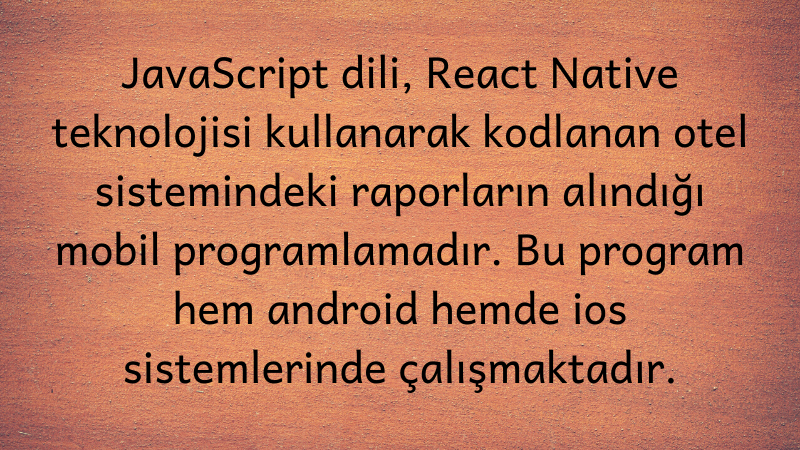 JavaScript dili, React Native
teknolojisi kullanarak kodlanan otel
sistemindeki raporların alındığı
mobil programlamadır. Bu program
hem android hemde ios
sistemlerinde çalışmaktadır.